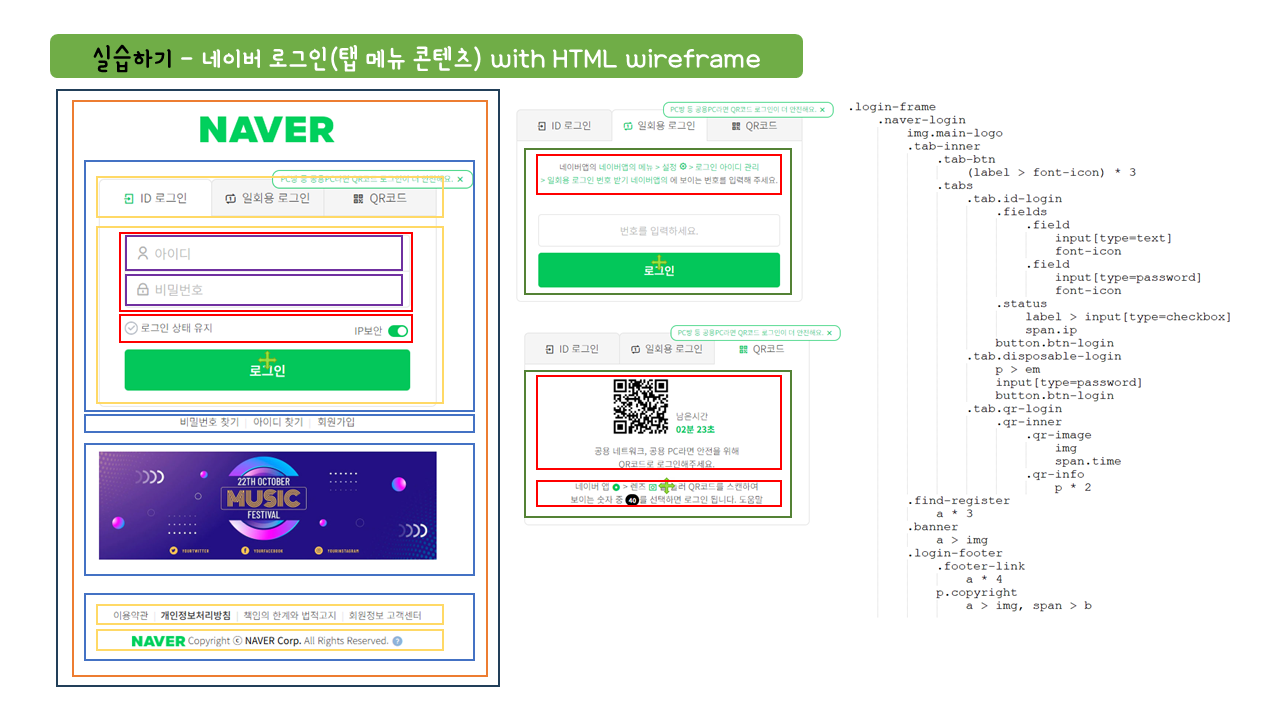 실습하기 - 네이버 로그인(탭 메뉴 콘텐츠) with HTML wireframe
NAVER
PC방 등 공용PC라면 QR코드 로그인이 더 안전해요. ×
ID 로그인
일회용 로그인
QR코드
아이디
비밀번호
로그인 상태 유지
IP보안
로그인
비밀번호 찾기 | 아이디 찾기 | 회원가입
22TH OCTOBER
MUSIC
FESTIVAL
YOURTWITTER
YOURFACEBOOK
YOURINSTAGRAM
이용약관 | 개인정보처리방침 | 책임의 한계와 법적고지 | 회원정보 고객센터
NAVER Copyright ⓒ NAVER Corp. All Rights Reserved. ?
PC방 등 공용PC라면 QR코드 로그인이 더 안전해요. ×
ID 로그인
일회용 로그인
QR코드
네이버앱의 네이버앱의 메뉴 > 설정 > 로그인 아이디 관리
> 일회용 로그인 번호 받기 네이버앱의 에 보이는 번호를 입력해 주세요.
번호를 입력하세요.
로그인
PC방 등 공용PC라면 QR코드 로그인이 더 안전해요. ×
ID 로그인
일회용 로그인
QR코드
남은시간
02분 23초
공용 네트워크, 공용 PC라면 안전을 위해
QR코드로 로그인해주세요.
네이버 앱 > 렌즈 러 QR코드를 스캔하여
보이는 숫자 중 40 를 선택하면 로그인 됩니다. 도움말
.login-frame
.naver-login
img.main-logo
.tab-inner
.tab-btn
(label > font-icon) * 3
.tabs
.tab.id-login
.fields
.field
input[type=text]
font-icon
.field
input[type=password]
font-icon
.status
label > input[type=checkbox]
span.ip
button.btn-login
.tab.disposable-login
p > em
input[type=password]
button.btn-login
.tab.qr-login
.qr-inner
.qr-image
img
span.time
.qr-info
p * 2
.find-register
a * 3
.banner
a > img
.login-footer
.footer-link
a * 4
p.copyright
a > img, span > b